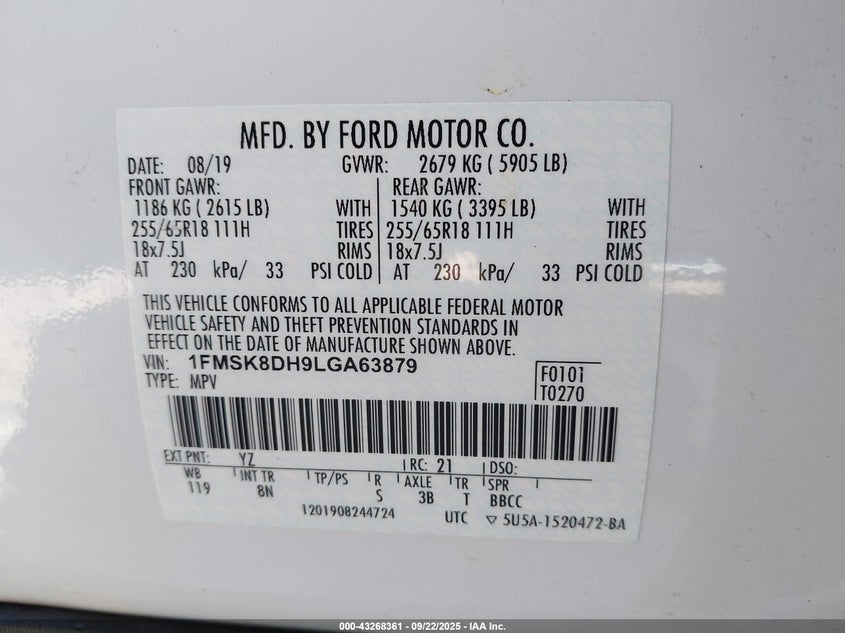 MFD. BY FORD MOTOR CO.
DATE: 08/19 GVWR: 2679 KG ( 5905 LB)
FRONT GAWR: REAR GAWR:
1186 KG ( 2615 LB) WITH 1540 KG ( 3395 LB) WITH
255/65R18 111H TIRES 255/65R18 111H TIRES
18x7.5J RIMS 18x7.5J RIMS
AT 230 kPa/ 33 PSI COLD AT 230 kPa/ 33 PSI COLD
THIS VEHICLE CONFORMS TO ALL APPLICABLE FEDERAL MOTOR
VEHICLE SAFETY AND THEFT PREVENTION STANDARDS IN
EFFECT ON THE DATE OF MANUFACTURE SHOWN ABOVE.
VIN: 1FMSK8DH9LGA63879
TYPE: MPV
F0101
T0270
EXT PNT: YZ RC: 21 DSO:
WB INT TR TP/PS R AXLE TR SPR
119 8N S 3B T BBCC
1201908244724 UTC ▽ 5U5A-1520472-BA
000-43268361 - 09/22/2025 - IAA Inc.